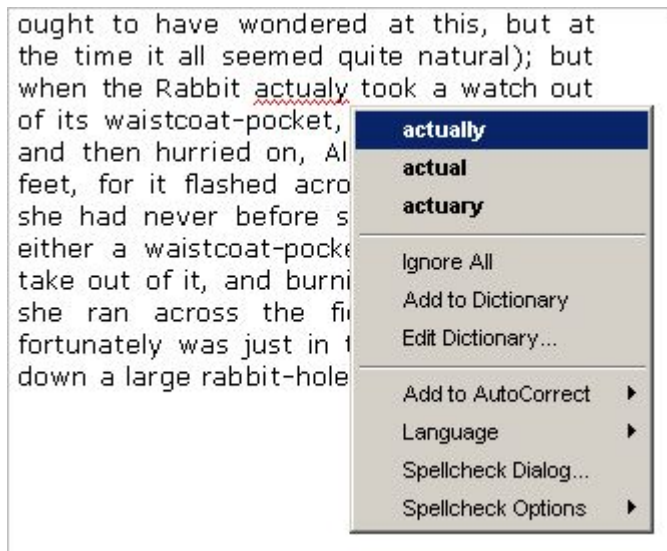 ought to have wondered at this, but at
the time it all seemed quite natural); but
when the Rabbit actualy took a watch out
of its waistcoat-pocket,
and then hurried on, Al
feet, for it flashed acro
she had never before s
either a waistcoat-pocke
take out of it, and burni
she ran across the fi
fortunately was just in t
down a large rabbit-hole
actually
actual
actuary
Ignore All
Add to Dictionary
Edit Dictionary...
Add to AutoCorrect
Language
Spellcheck Dialog...
Spellcheck Options